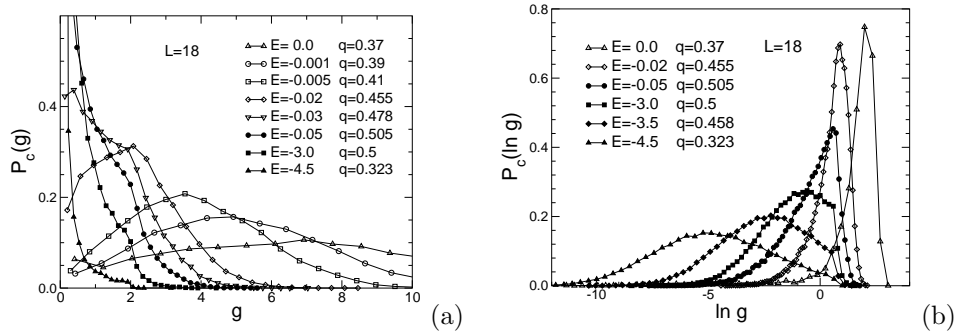 L=18
E= 0.0 q=0.37
E=-0.001 q=0.39
E=-0.005 q=0.41
E=-0.02 q=0.455
E=-0.03 q=0.478
E=-0.05 q=0.505
E=-3.0 q=0.5
E=-4.5 q=0.323
P_c(g)
0.4
0.2
0.0
0 2 4 6 8 10
g
(a)
L=18
E= 0.0 q=0.37
E=-0.02 q=0.455
E=-0.05 q=0.505
E=-3.0 q=0.5
E=-3.5 q=0.458
E=-4.5 q=0.323
P_c(ln g)
0.8
0.6
0.4
0.2
0.0
-10 -5 0
ln g
(b)